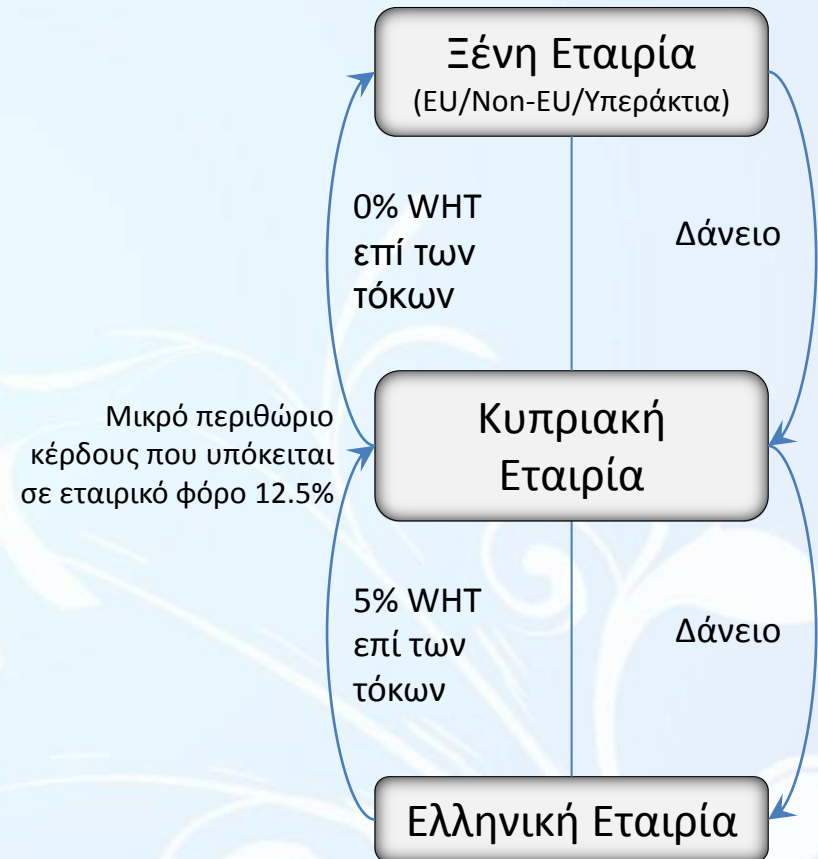 Ξένη Εταιρία
(EU/Non-EU/Υπεράκτια)
0% WHT
επί των
τόκων
Δάνειο
Μικρό περιθώριο
κέρδους που υπόκειται
σε εταιρικό φόρο 12.5%
Κυπριακή
Εταιρία
5% WHT
επί των
τόκων
Δάνειο
Ελληνική Εταιρία